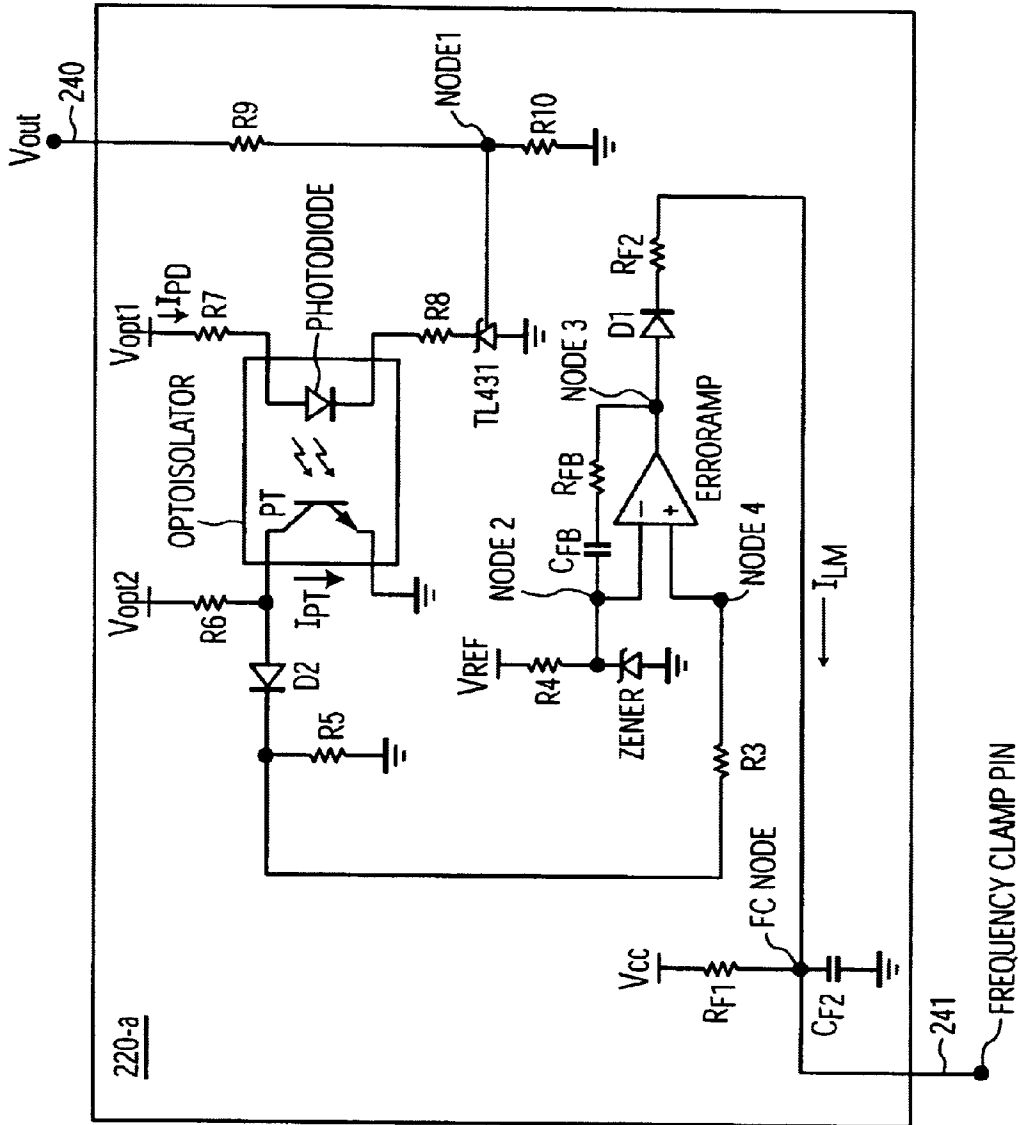 Vout
240
Vopt1
IPD
R7
PHOTODIODE
OPTOISOLATOR
PT
R8
TL431
R9
NODE1
R10
Vopt2
R6
IPT
D2
R5
NODE 3
D1
RF2
RFB
CFB
NODE 2
VREF
R4
ZENER
−
+
ERRORAMP
NODE 4
R3
ILM
FC NODE
VCC
RF1
CF2
220-a
241
FREQUENCY CLAMP PIN